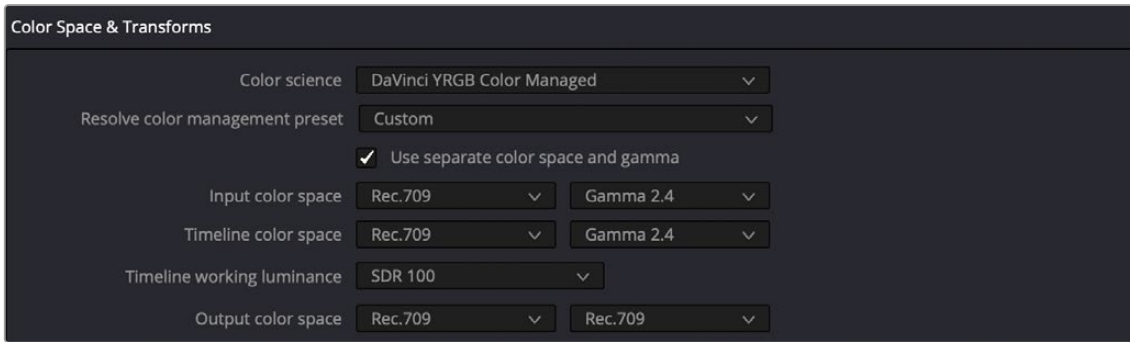 Color Space & Transforms
Color science DaVinci YRGB Color Managed
Resolve color management preset Custom
Use separate color space and gamma
Input color space Rec.709 Gamma 2.4
Timeline color space Rec.709 Gamma 2.4
Timeline working luminance SDR 100
Output color space Rec.709 Rec.709